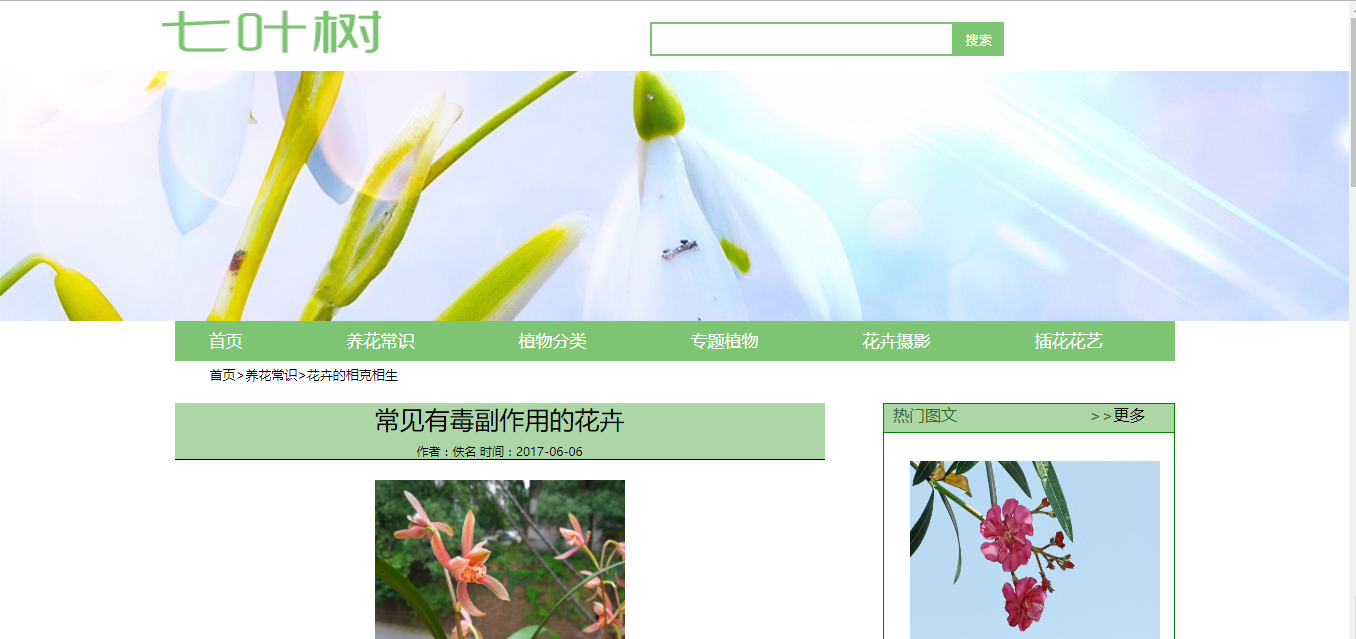 七叶树
搜索
首页 养花常识 植物分类 专题植物 花卉摄影 插花花艺
首页>养花常识>花卉的相克相生
常见有毒副作用的花卉
作者：佚名 时间：2017-06-06
热门图文 >>更多